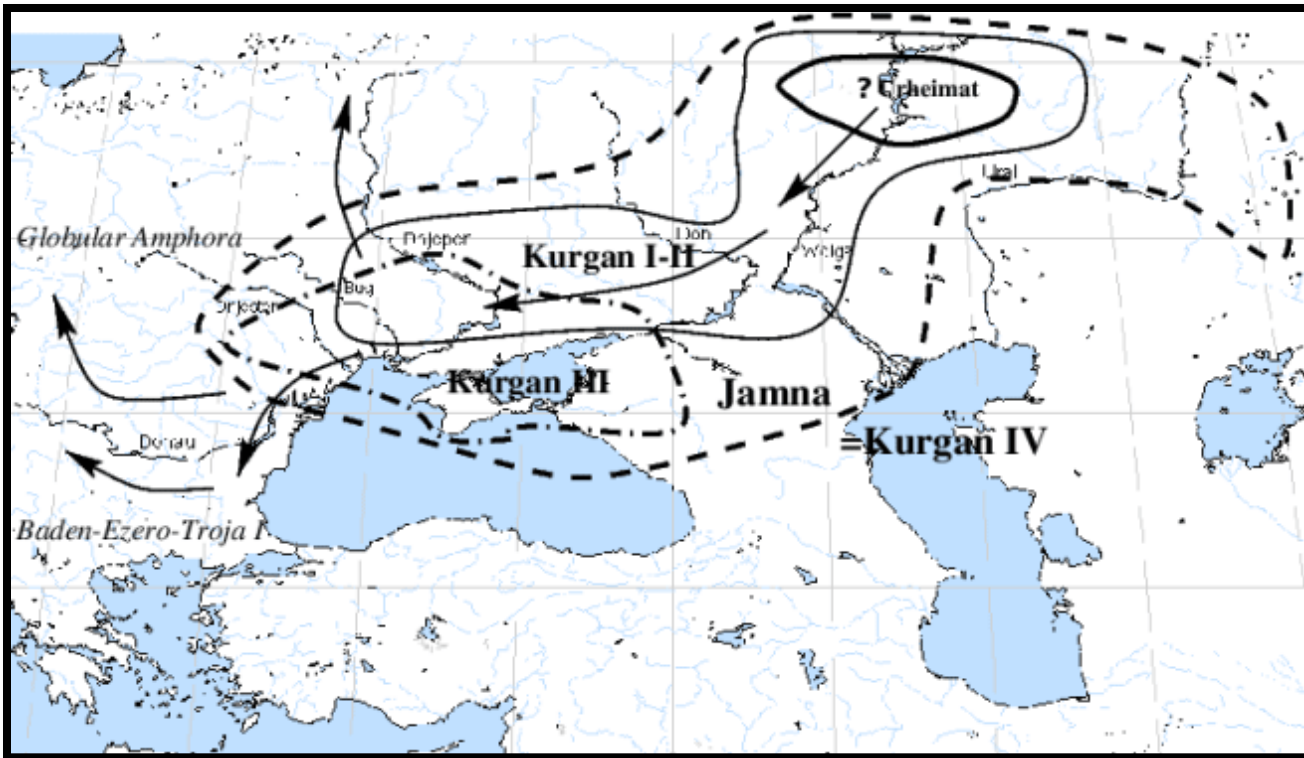 ? Urheimat
Ural
Globular Amphora
Dnjepr
Don
Kurgan I-II
Wolga
Bug
Dnjestr
Kurgan III
Jamna
Donau
=Kurgan IV
Baden-Ezero-Troja I